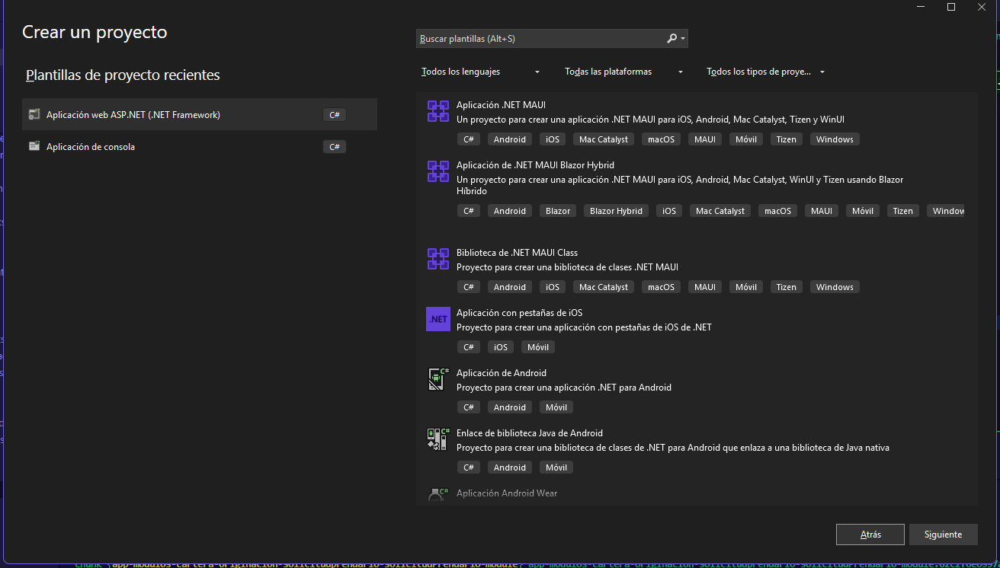 Crear un proyecto
Plantillas de proyecto recientes
Aplicación web ASP.NET (.NET Framework) C#
Aplicación de consola C#
Buscar plantillas (Alt+S)
Todos los lenguajes Todas las plataformas Todos los tipos de proye...
Aplicación .NET MAUI
Un proyecto para crear una aplicación .NET MAUI para iOS, Android, Mac Catalyst, Tizen y WinUI
C# Android iOS Mac Catalyst macOS MAUI Móvil Tizen Windows
Aplicación de .NET MAUI Blazor Hybrid
Un proyecto para crear una aplicación .NET MAUI para iOS, Android, Mac Catalyst, WinUI y Tizen usando Blazor
Híbrido
C# Android Blazor Blazor Hybrid iOS Mac Catalyst macOS MAUI Móvil Tizen Window
Biblioteca de .NET MAUI Class
Proyecto para crear una biblioteca de clases .NET MAUI
C# Android iOS Mac Catalyst macOS MAUI Móvil Tizen Windows
.NET
Aplicación con pestañas de iOS
Proyecto para crear una aplicación con pestañas de iOS de .NET
C# iOS Móvil
Aplicación de Android
Proyecto para crear una aplicación .NET para Android
C# Android Móvil
Enlace de biblioteca Java de Android
Proyecto para crear una biblioteca de clases de .NET para Android que enlaza a una biblioteca de Java nativa
C# Android Móvil
Aplicación Android Wear
Atrás Siguiente